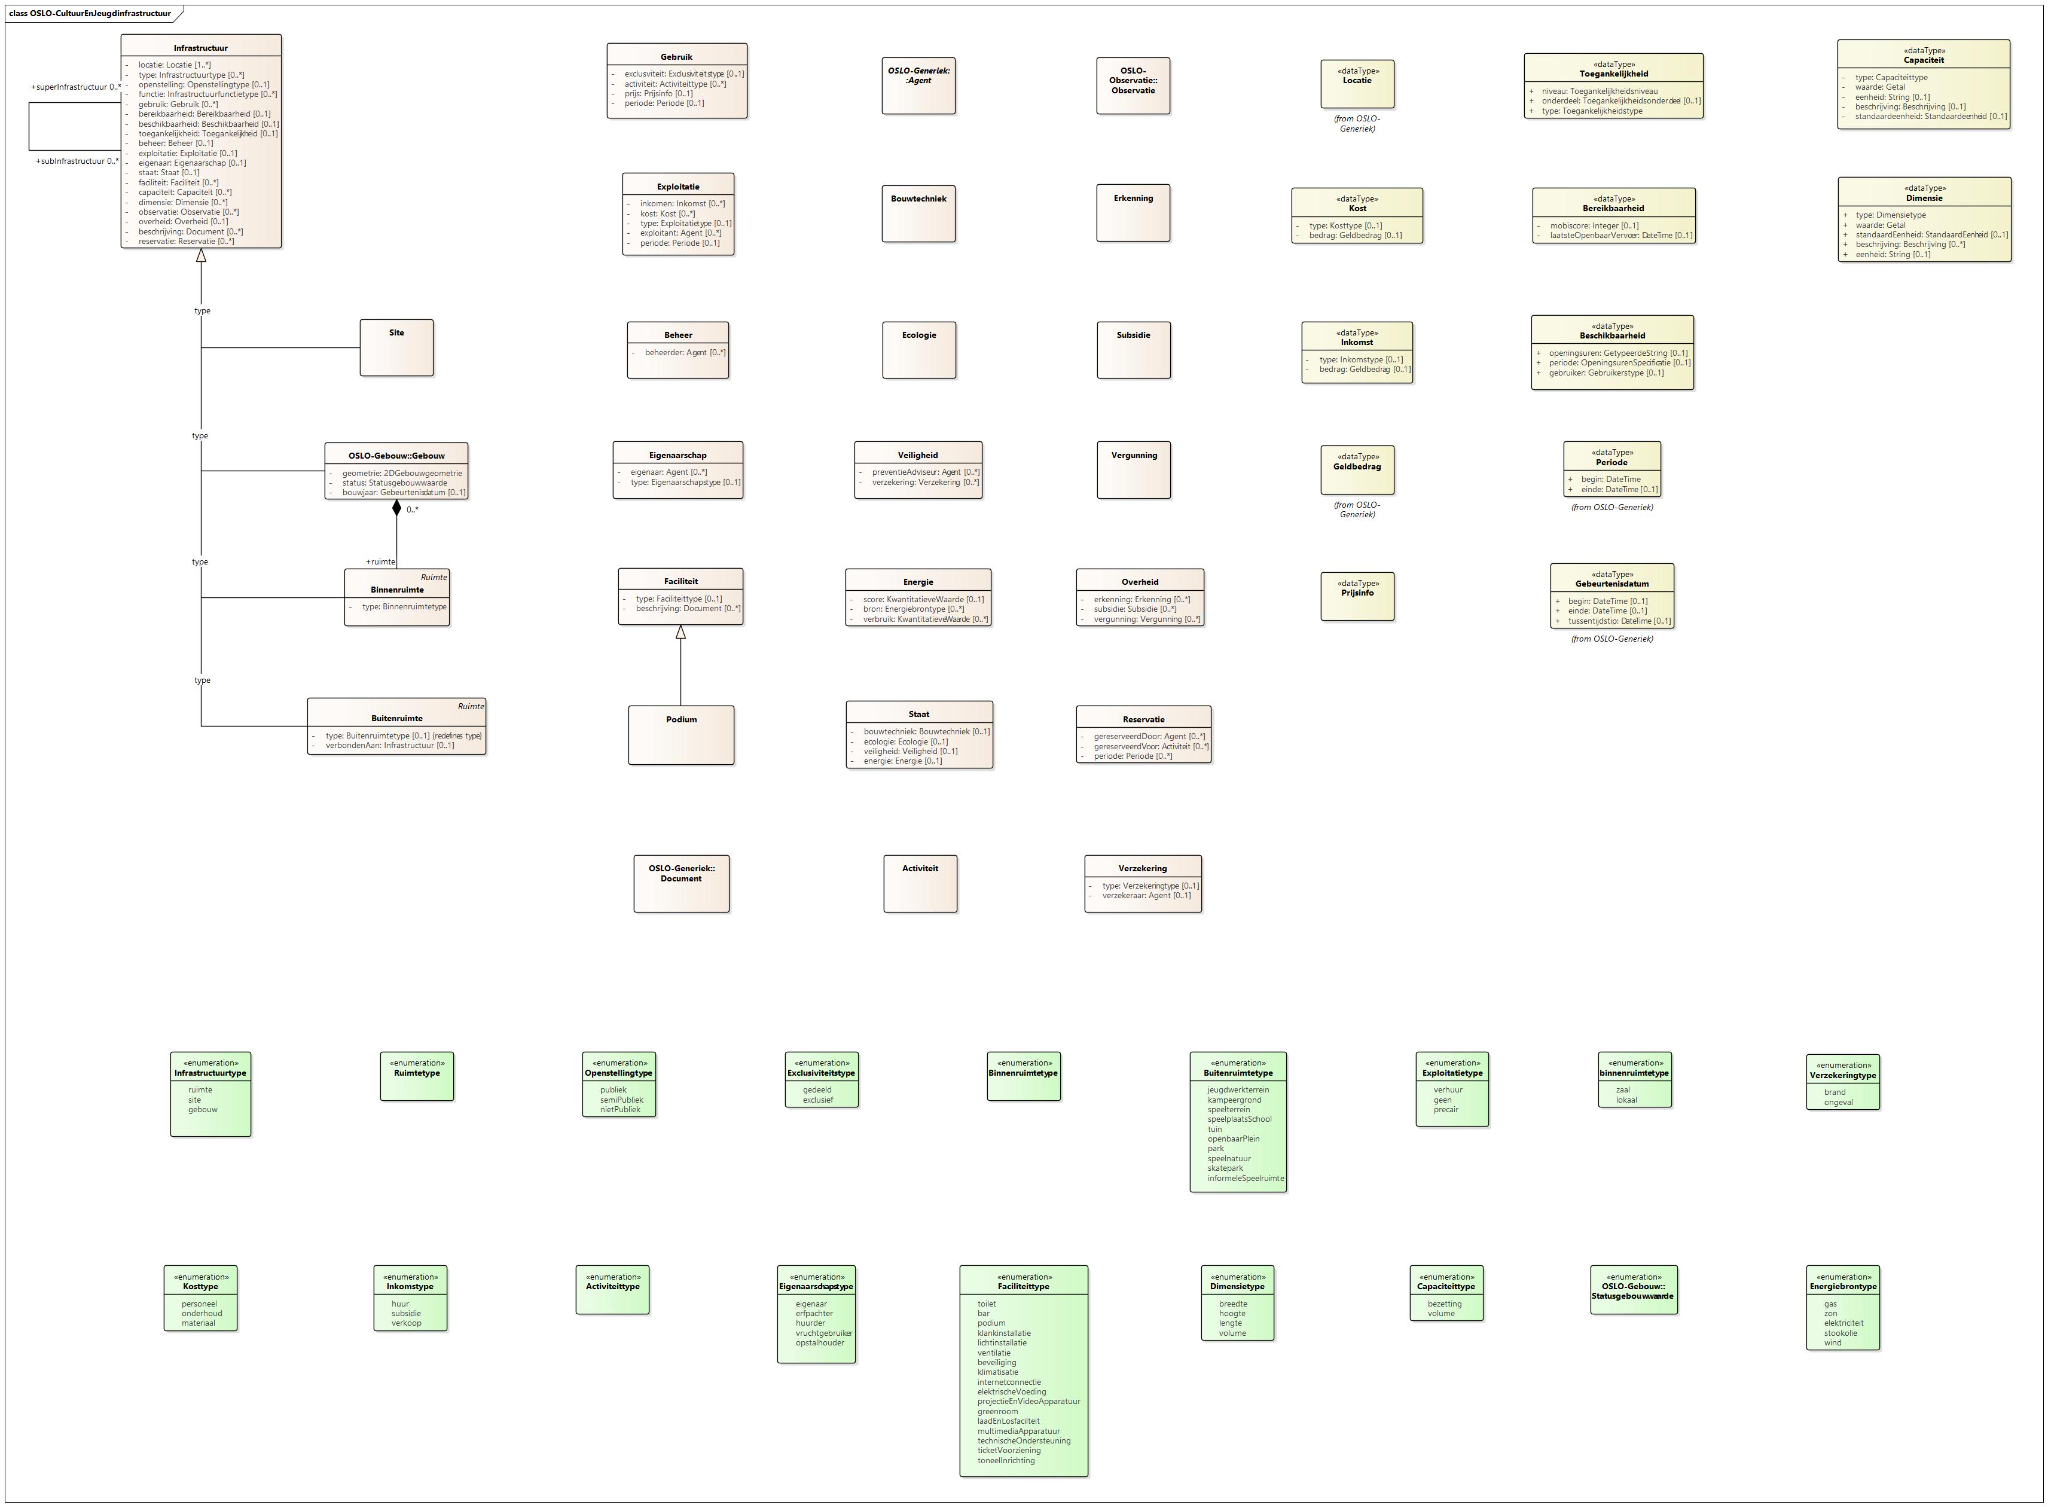 class OSLO-CultuurEnJeugdinfrastructuur
Infrastructuur
- locatie: Locatie [1..*]
- type: Infrastructuurtype [0..*]
- openstelling: Openstellingtype [0..1]
- functie: Infrastructuurfunctietype [0..*]
- gebruik: Gebruik [0..*]
- bereikbaarheid: Bereikbaarheid [0..1]
- beschikbaarheid: Beschikbaarheid [0..1]
- toegankelijkheid: Toegankelijkheid [0..1]
- beheer: Beheer [0..1]
- exploitatie: Exploitatie [0..1]
- eigenaar: Eigenaarschap [0..1]
- staat: Staat [0..1]
- faciliteit: Faciliteit [0..*]
- capaciteit: Capaciteit [0..*]
- dimensie: Dimensie [0..*]
- observatie: Observatie [0..*]
- overheid: Overheid [0..1]
- beschrijving: Document [0..*]
- reservatie: Reservatie [0..*]
+superInfrastructuur 0..*
+subInfrastructuur 0..*
type
Site
type
OSLO-Gebouw::Gebouw
- geometrie: 2DGebouwgeometrie
- status: Statusgebouwwaarde
- bouwjaar: Gebeurtenisdatum [0..1]
0..*
+ruimte
type
Ruimte
Binnenruimte
- type: Binnenruimtetype
type
Ruimte
Buitenruimte
- type: Buitenruimtetype [0..1] {redefines type}
- verbondenAan: Infrastructuur [0..1]
Gebruik
- exclusviteit: Exclusiviteitstype [0..1]
- activiteit: Activiteittype [0..*]
- prijs: Prijsinfo [0..1]
- periode: Periode [0..1]
OSLO-Generiek:
:Agent
OSLO-
Observatie::
Observatie
«dataType»
Locatie
(from OSLO-
Generiek)
«dataType»
Toegankelijkheid
+ niveau: Toegankelijkheidsniveau
+ onderdeel: Toegankelijkheidsonderdeel [0..1]
+ type: Toegankelijkheidstype
«dataType»
Capaciteit
- type: Capaciteittype
- waarde: Getal
- eenheid: String [0..1]
- beschrijving: Beschrijving [0..1]
- standaardeenheid: Standaardeenheid [0..1]
Exploitatie
- inkomen: Inkomst [0..*]
- kost: Kost [0..*]
- type: Exploitatietype [0..1]
- exploitant: Agent [0..*]
- periode: Periode [0..1]
Bouwtechniek
Erkenning
«dataType»
Kost
- type: Kosttype [0..1]
- bedrag: Geldbedrag [0..1]
«dataType»
Bereikbaarheid
- mobiscore: Integer [0..1]
- laatsteOpenbaarVervoer: DateTime [0..1]
«dataType»
Dimensie
+ type: Dimensietype
+ waarde: Getal
+ standaardEenheid: StandaardEenheid [0..1]
+ beschrijving: Beschrijving [0..*]
+ eenheid: String [0..1]
Beheer
- beheerder: Agent [0..*]
Ecologie
Subsidie
«dataType»
Inkomst
- type: Inkomstype [0..1]
- bedrag: Geldbedrag [0..1]
«dataType»
Beschikbaarheid
+ openingsuren: GetypeerdeString [0..1]
+ periode: OpeningsurenSpecificatie [0..1]
+ gebruiker: Gebruikerstype [0..1]
Eigenaarschap
- eigenaar: Agent [0..*]
- type: Eigenaarschapstype [0..1]
Veiligheid
- preventieAdviseur: Agent [0..*]
- verzekering: Verzekering [0..*]
Vergunning
«dataType»
Geldbedrag
(from OSLO-
Generiek)
«dataType»
Periode
+ begin: DateTime
+ einde: DateTime [0..1]
(from OSLO-Generiek)
Faciliteit
- type: Faciliteittype [0..1]
- beschrijving: Document [0..*]
Energie
- score: KwantitatieveWaarde [0..1]
- bron: Energiebrontype [0..*]
- verbruik: KwantitatieveWaarde [0..*]
Overheid
- erkenning: Erkenning [0..*]
- subsidie: Subsidie [0..*]
- vergunning: Vergunning [0..*]
«dataType»
Prijsinfo
«dataType»
Gebeurtenisdatum
+ begin: DateTime [0..1]
+ einde: DateTime [0..1]
+ tussentijdstip: Datetime [0..1]
(from OSLO-Generiek)
Podium
Staat
- bouwtechniek: Bouwtechniek [0..1]
- ecologie: Ecologie [0..1]
- veiligheid: Veiligheid [0..1]
- energie: Energie [0..1]
Reservatie
- gereserveerdDoor: Agent [0..*]
- gereserveerdVoor: Activiteit [0..*]
- periode: Periode [0..*]
OSLO-Generiek::
Document
Activiteit
Verzekering
- type: Verzekeringtype [0..1]
- verzekeraar: Agent [0..1]
«enumeration»
Infrastructuurtype
ruimte
site
gebouw
«enumeration»
Ruimtetype
«enumeration»
Openstellingtype
publiek
semiPubliek
nietPubliek
«enumeration»
Exclusiviteitstype
gedeeld
exclusief
«enumeration»
Binnenruimtetype
«enumeration»
Buitenruimtetype
jeugdwerkterrein
kampeergrond
speelterrein
speelplaatsSchool
tuin
openbaarPlein
park
speelnatuur
skatepark
informeleSpeelruimte
«enumeration»
Exploitatietype
verhuur
geen
precair
«enumeration»
binnenruimtetype
zaal
lokaal
«enumeration»
Verzekeringtype
brand
ongeval
«enumeration»
Kosttype
personeel
onderhoud
materiaal
«enumeration»
Inkomstype
huur
subsidie
verkoop
«enumeration»
Activiteittype
«enumeration»
Eigenaarschapstype
eigenaar
erfpachter
huurder
vruchtgebruiker
opstalhouder
«enumeration»
Faciliteittype
toilet
bar
podium
klankinstallatie
lichtinstallatie
ventilatie
beveiliging
klimatisatie
internetconnectie
elektrischeVoeding
projectieEnVideoApparatuur
greenroom
laadEnLosfaciliteit
multimediaApparatuur
technischeOndersteuning
ticketVoorziening
toneelInrichting
«enumeration»
Dimensietype
breedte
hoogte
lengte
volume
«enumeration»
Capaciteittype
bezetting
volume
«enumeration»
OSLO-Gebouw::
Statusgebouwwaarde
«enumeration»
Energiebrontype
gas
zon
elektriciteit
stookolie
wind